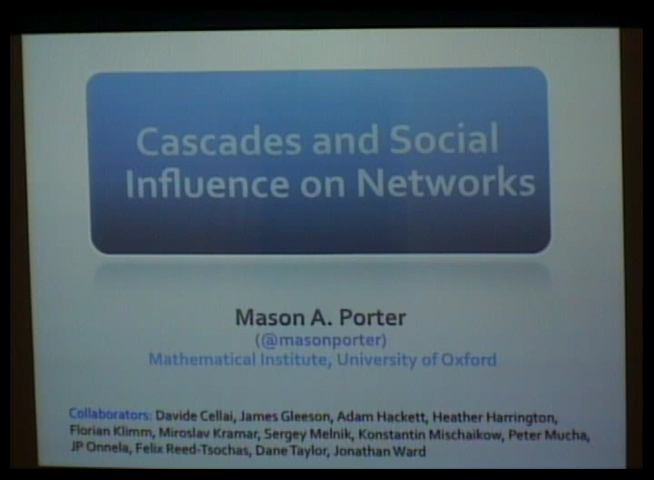 Cascades and Social
Influence on Networks
Mason A. Porter
(@masonporter)
Mathematical Institute, University of Oxford
Collaborators: Davide Cellai, James Gleeson, Adam Hackett, Heather Harrington,
Florian Klimm, Miroslav Kramar, Sergey Melnik, Konstantin Mischaikow, Peter Mucha,
JP Onnela, Felix Reed-Tsochas, Dane Taylor, Jonathan Ward